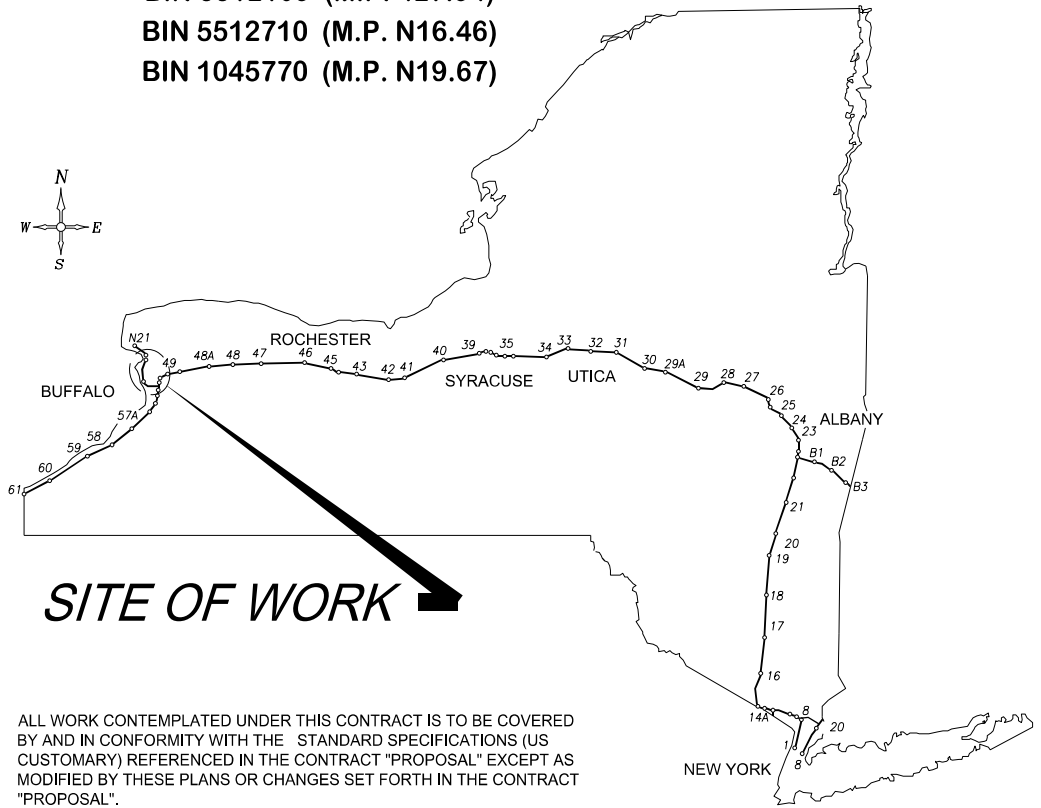 BIN 5512710 (M.P. N16.46)
BIN 1045770 (M.P. N19.67)
N
W E
S
N21
ROCHESTER
49
48A
48
47
46
45
43
42
41
40
39
35
34
33
32
31
30
29A
29
28
27
26
25
24
23
BUFFALO
SYRACUSE
UTICA
ALBANY
57A
58
59
60
61
B1
B2
B3
21
20
19
18
17
16
14A
8
20
1
8
NEW YORK
SITE OF WORK
ALL WORK CONTEMPLATED UNDER THIS CONTRACT IS TO BE COVERED
BY AND IN CONFORMITY WITH THE STANDARD SPECIFICATIONS (US
CUSTOMARY) REFERENCED IN THE CONTRACT "PROPOSAL" EXCEPT AS
MODIFIED BY THESE PLANS OR CHANGES SET FORTH IN THE CONTRACT
"PROPOSAL".